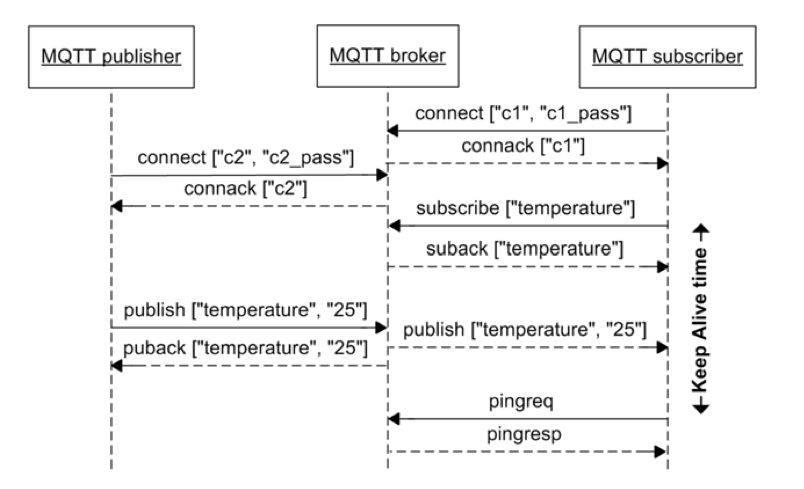 MQTT publisher
MQTT broker
MQTT subscriber
connect ["c1", "c1_pass"]
connack ["c1"]
connect ["c2", "c2_pass"]
connack ["c2"]
subscribe ["temperature"]
suback ["temperature"]
publish ["temperature", "25"]
publish ["temperature", "25"]
puback ["temperature", "25"]
Keep Alive time
pingreq
pingresp